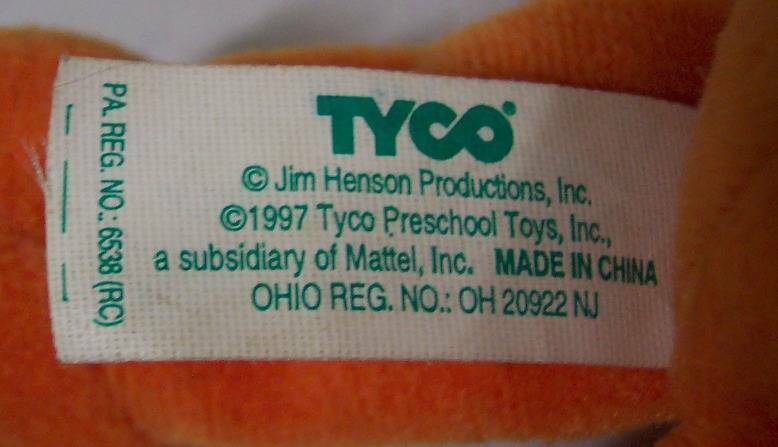 TYCO®
© Jim Henson Productions, Inc.
©1997 Tyco Preschool Toys, Inc.,
a subsidiary of Mattel, Inc. MADE IN CHINA
OHIO REG. NO.: OH 20922 NJ
PA. REG. NO.: 6538 (RC)